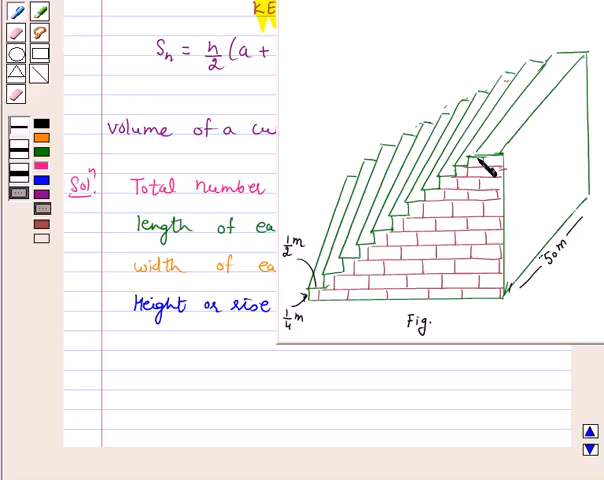 KE
Sn = n/2 (a +
volume of a cu
Solⁿ. Total number
length of ea
width of ea
Height or rise
1/2 m
1/4 m
50 m
Fig.